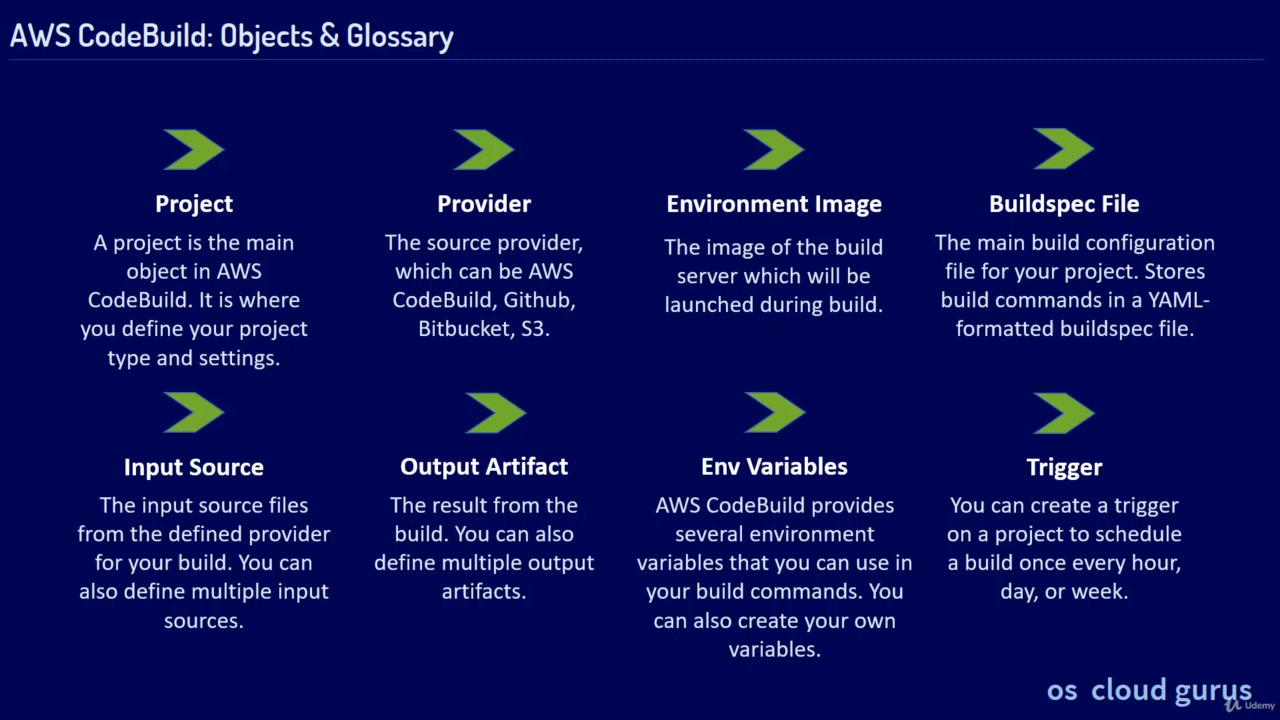 AWS CodeBuild: Objects & Glossary
Project
A project is the main
object in AWS
CodeBuild. It is where
you define your project
type and settings.
Provider
The source provider,
which can be AWS
CodeBuild, Github,
Bitbucket, S3.
Environment Image
The image of the build
server which will be
launched during build.
Buildspec File
The main build configuration
file for your project. Stores
build commands in a YAML-
formatted buildspec file.
Input Source
The input source files
from the defined provider
for your build. You can
also define multiple input
sources.
Output Artifact
The result from the
build. You can also
define multiple output
artifacts.
Env Variables
AWS CodeBuild provides
several environment
variables that you can use in
your build commands. You
can also create your own
variables.
Trigger
You can create a trigger
on a project to schedule
a build once every hour,
day, or week.
os cloud gurus
Udemy